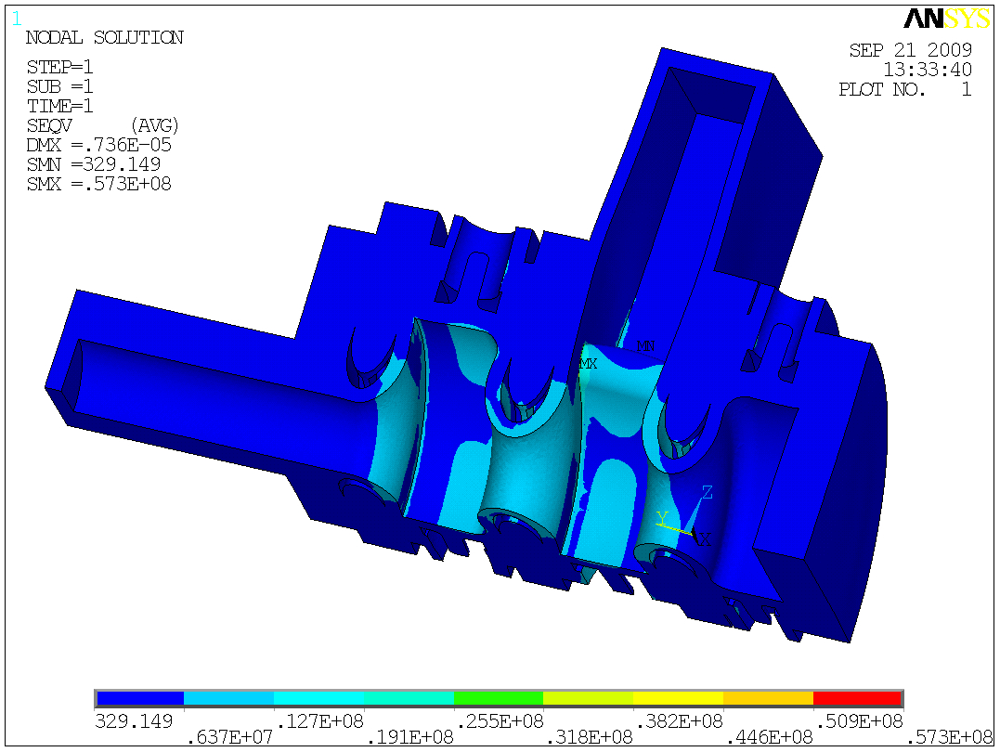 1
ANSYS
NODAL SOLUTION
SEP 21 2009
13:33:40
PLOT NO. 1
STEP=1
SUB =1
TIME=1
SEQV (AVG)
DMX =.736E-05
SMN =329.149
SMX =.573E+08
MX
Z
Y
329.149
.637E+07
.127E+08
.191E+08
.255E+08
.318E+08
.382E+08
.446E+08
.509E+08
.573E+08